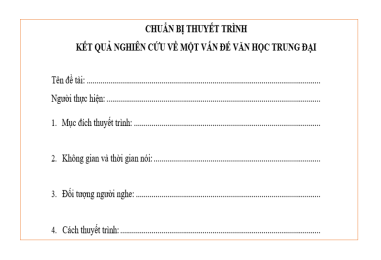 CHUẨN BỊ THUYẾT TRÌNH
KẾT QUẢ NGHIÊN CỨU VỀ MỘT VẤN ĐỀ VĂN HỌC TRUNG ĐẠI
Tên đề tài: ........................................................................................................
Người thực hiện: ...............................................................................................
1. Mục đích thuyết trình: ...................................................................................
2. Không gian và thời gian nói: ..........................................................................
3. Đối tượng người nghe: ..................................................................................
4. Cách thuyết trình: .........................................................................................